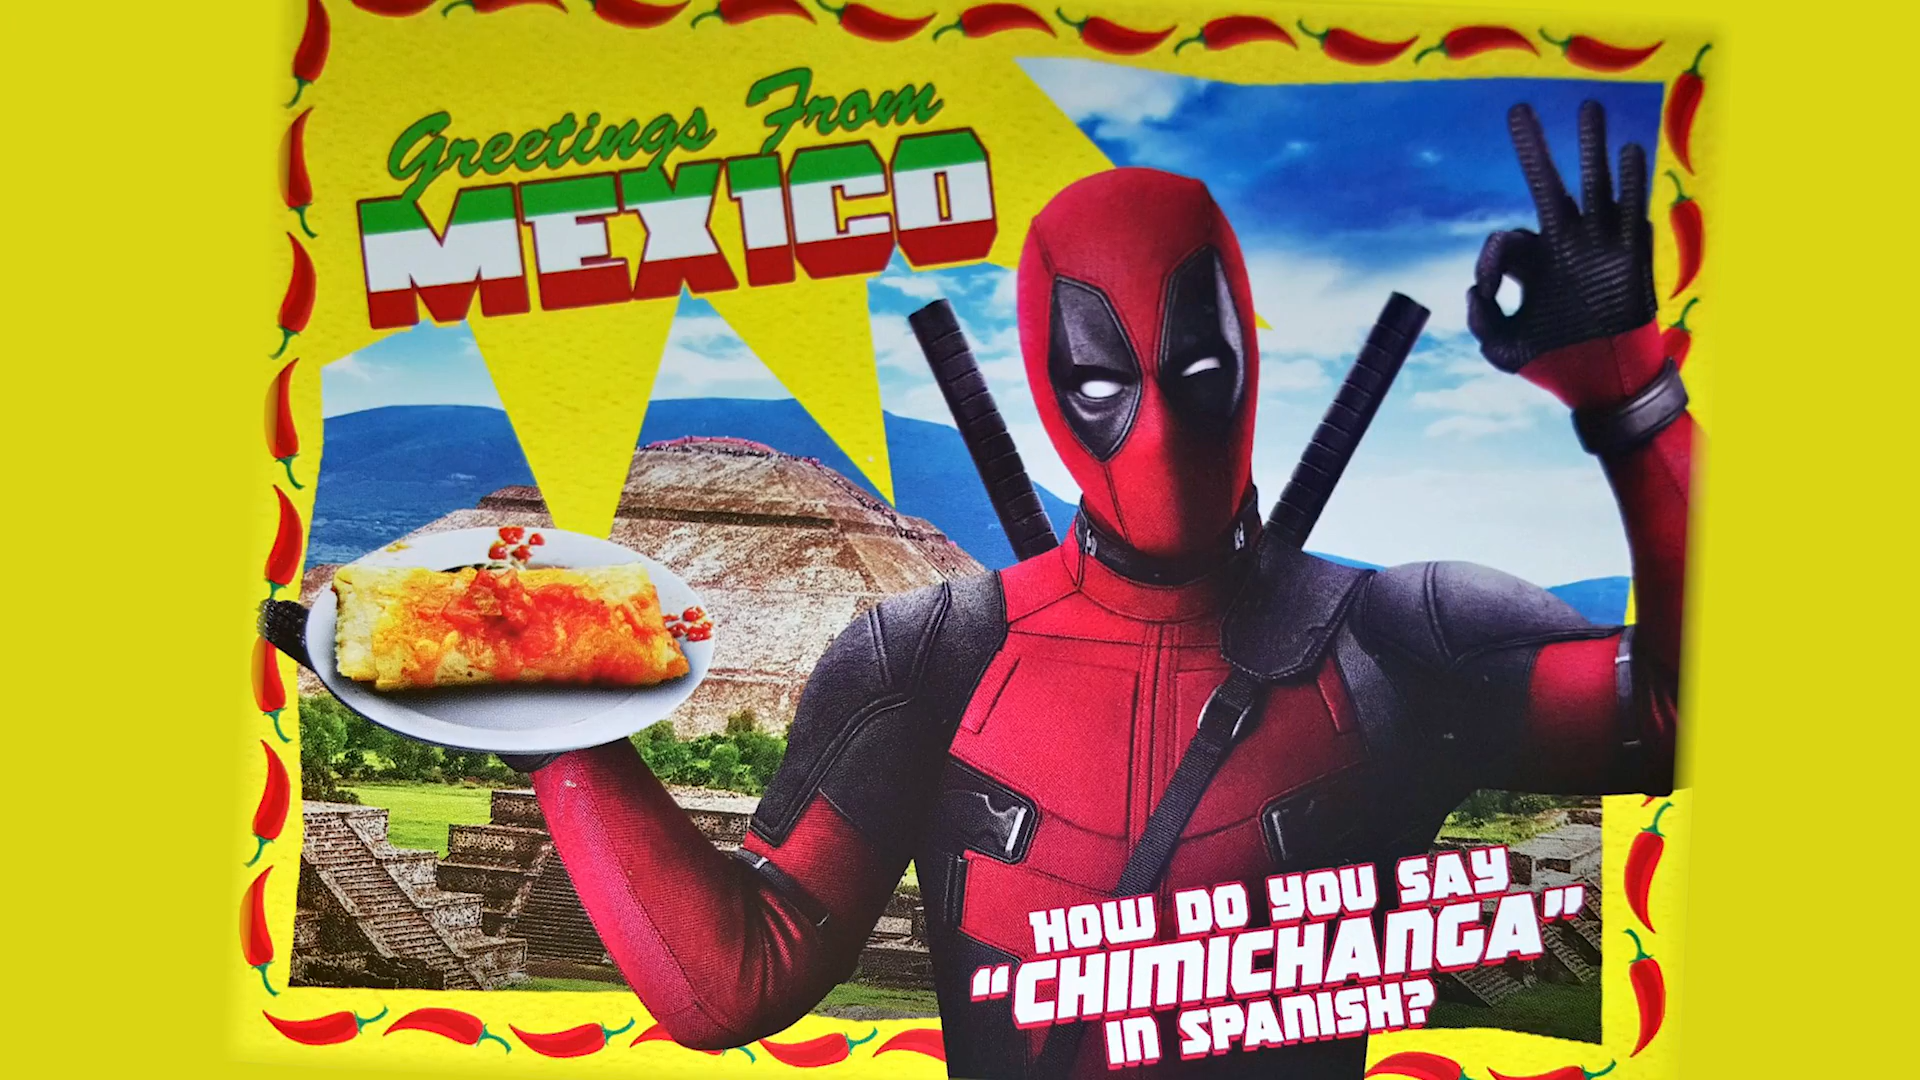 Greetings From
MEXICO
HOW DO YOU SAY
"CHIMICHANGA"
IN SPANISH?